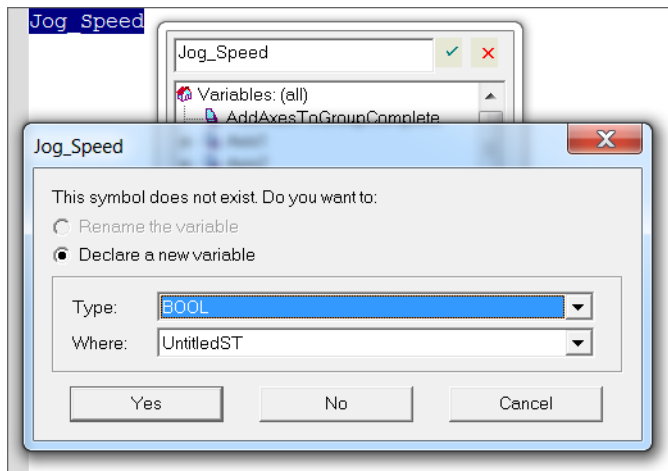 Jog_Speed
Jog_Speed
Variables: (all)
AddAxesToGroupComplete
Jog_Speed
This symbol does not exist. Do you want to:
Rename the variable
Declare a new variable
Type: BOOL
Where: UntitledST
Yes No Cancel